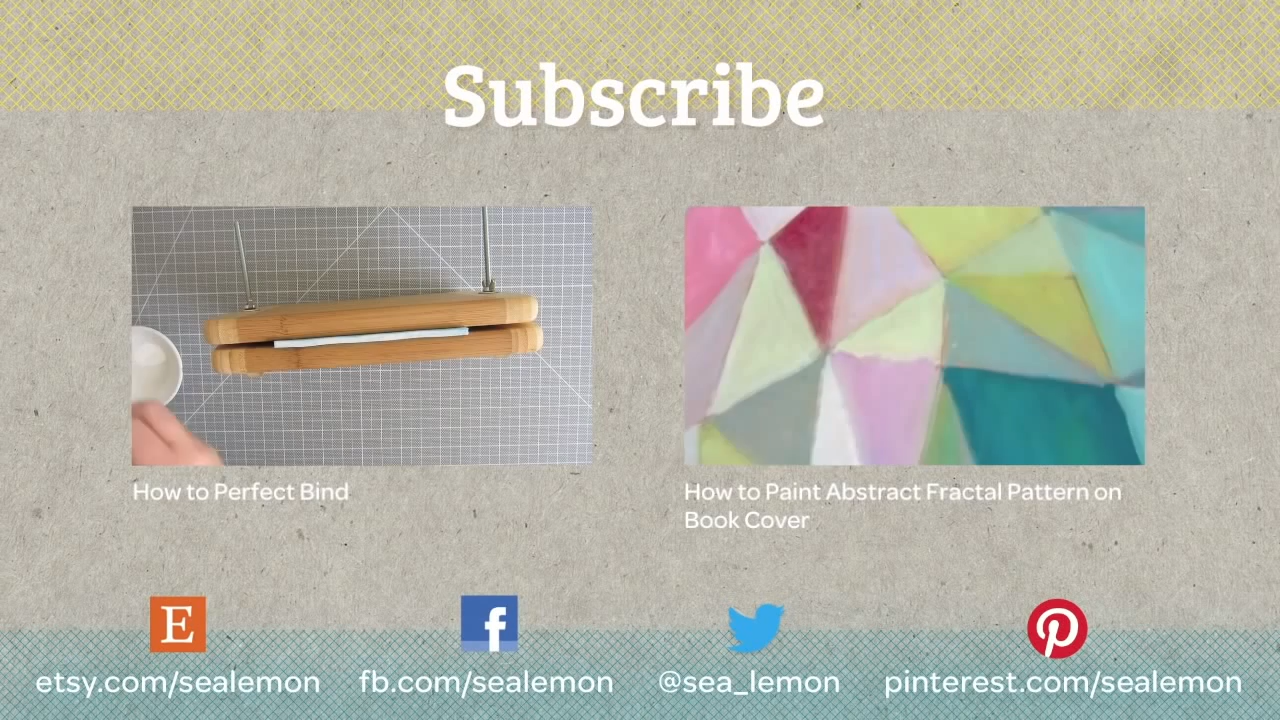 Subscribe
How to Perfect Bind
How to Paint Abstract Fractal Pattern on
Book Cover
etsy.com/sealemon
fb.com/sealemon
@sea_lemon
pinterest.com/sealemon